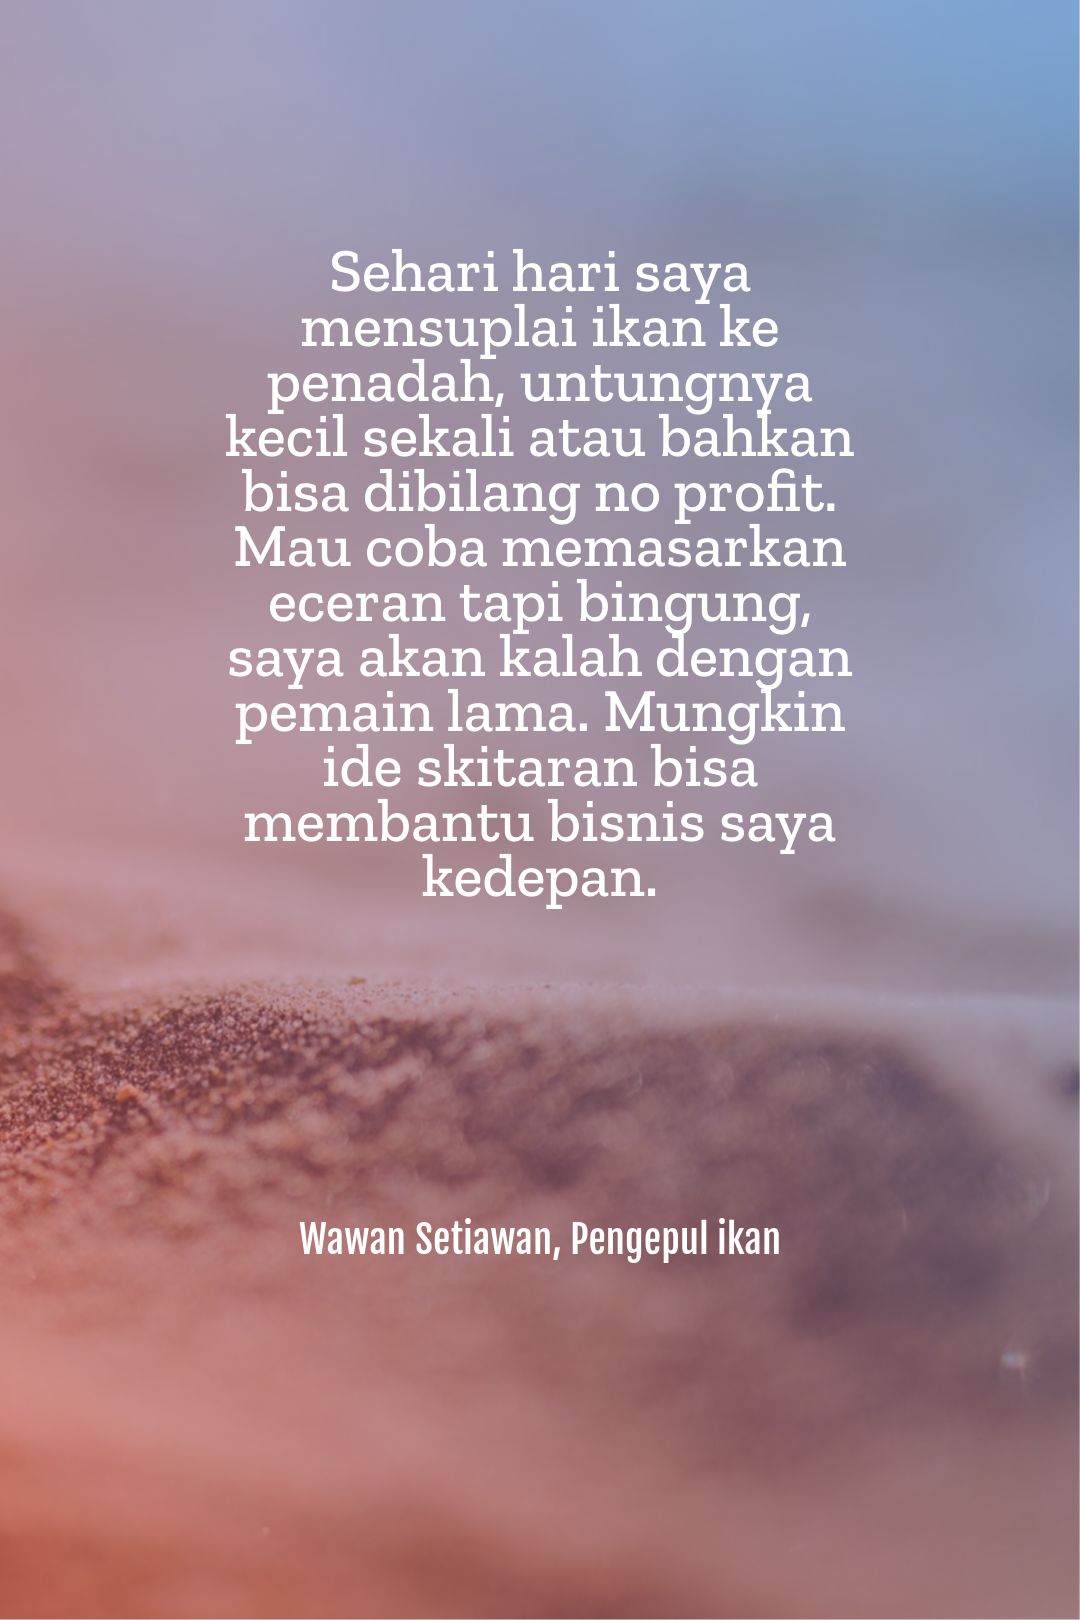 Sehari hari saya
mensuplai ikan ke
penadah, untungnya
kecil sekali atau bahkan
bisa dibilang no profit.
Mau coba memasarkan
eceran tapi bingung,
saya akan kalah dengan
pemain lama. Mungkin
ide skitaran bisa
membantu bisnis saya
kedepan.
Wawan Setiawan, Pengepul ikan